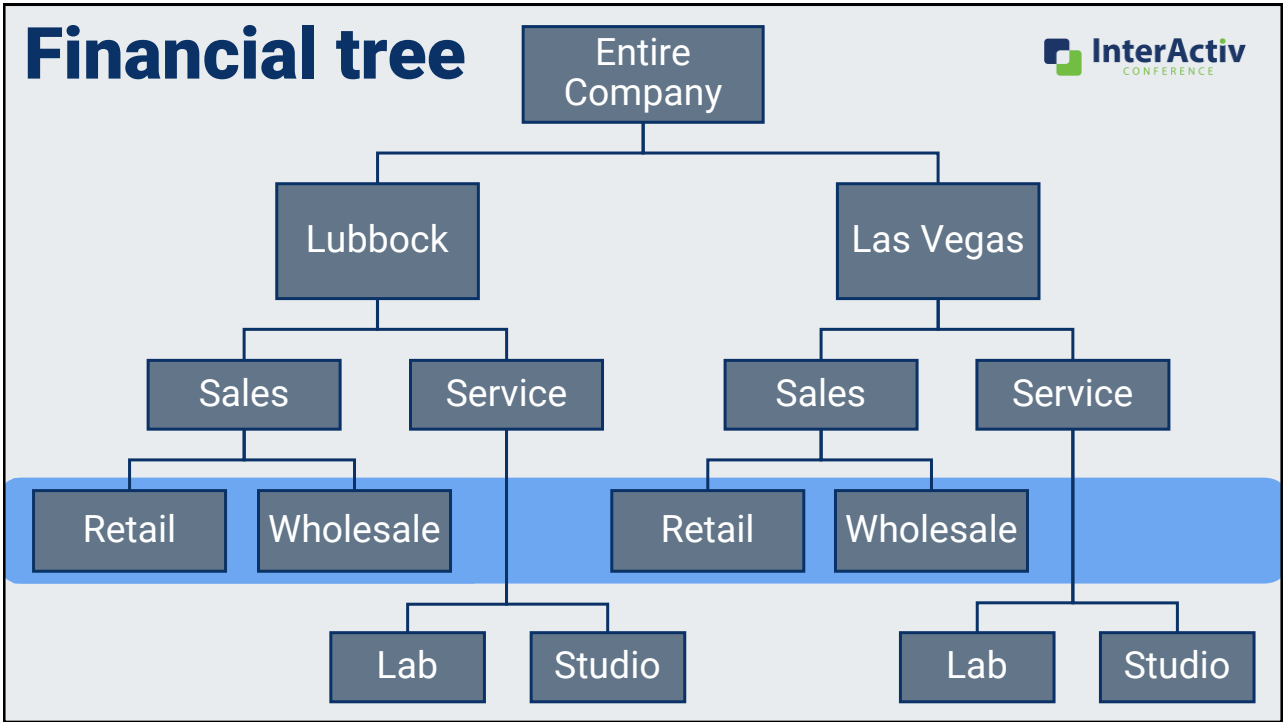 Financial tree
Entire
Company
InterActiv
CONFERENCE
Lubbock
Las Vegas
Sales
Service
Sales
Service
Retail
Wholesale
Retail
Wholesale
Lab
Studio
Lab
Studio